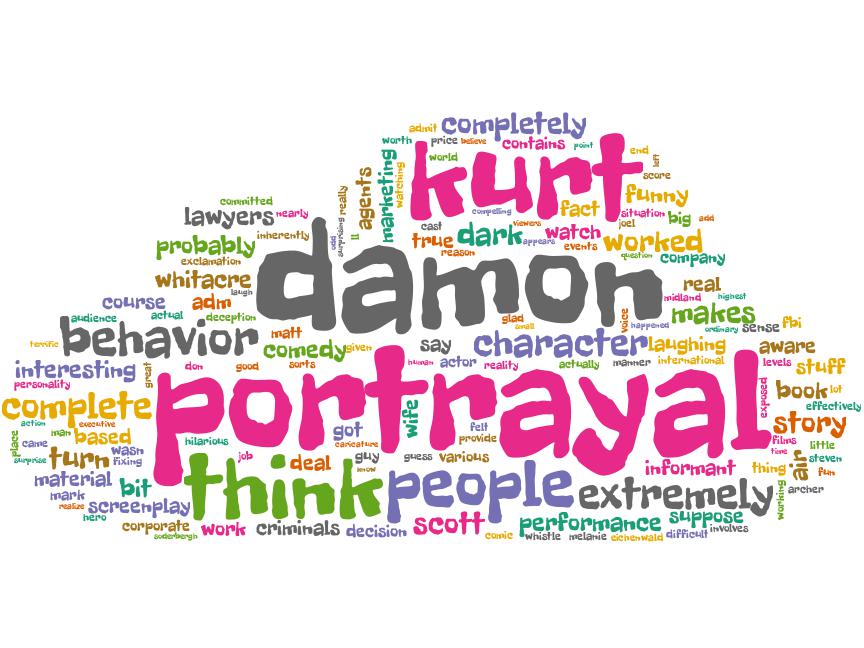 admit completely
worth price believe contains point
marketing watching world kurt end left score
agents really committed compelling fact funny
lawyers nearly cast viewers situation joel big add
inherently odd surprising ll true dark appears watch events worked
probably exclamation reason question company
whitacre laugh damon real
course adm midland highest
audience actual deception glad small voice happened makes
behavior matt ordinary sense fbi
terrific comedy given say character laughing aware
interesting don good sorts human actor reality actually manner international levels stuff
personality great portrayal exposed book lot
complete wife effectively
action executive got felt story
place man based hilarious caricature provide films
came wasn time little
surprise turn fixing job deal guy know guess various informant thing air steven
material think people fun
mark bit extremely working archer
realize screenplay
hero corporate work criminals decision scott performance suppose
soderbergh comic whistle melanie eichenwald difficult involves